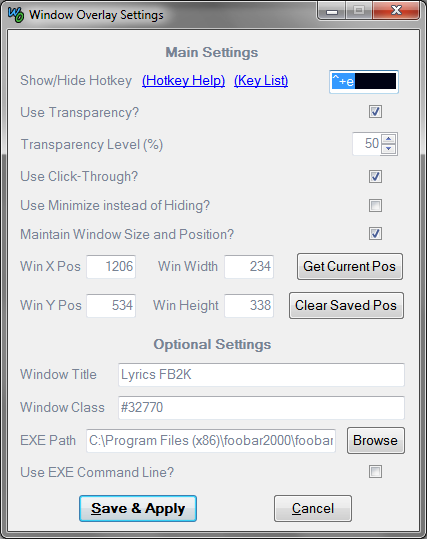 Window Overlay Settings
Main Settings
Show/Hide Hotkey (Hotkey Help) (Key List) ^+e
Use Transparency?
Transparency Level (%) 50
Use Click-Through?
Use Minimize instead of Hiding?
Maintain Window Size and Position?
Win X Pos 1206 Win Width 234 Get Current Pos
Win Y Pos 534 Win Height 338 Clear Saved Pos
Optional Settings
Window Title Lyrics FB2K
Window Class #32770
EXE Path C:\Program Files (x86)\foobar2000\foobar Browse
Use EXE Command Line?
Save & Apply Cancel